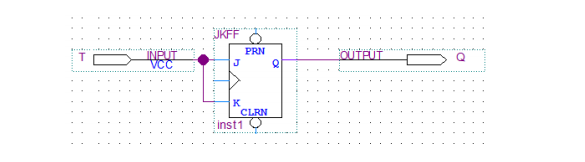 JKFF
PRN
T INPUT VCC J Q OUTPUT Q
K
CLRN
inst1